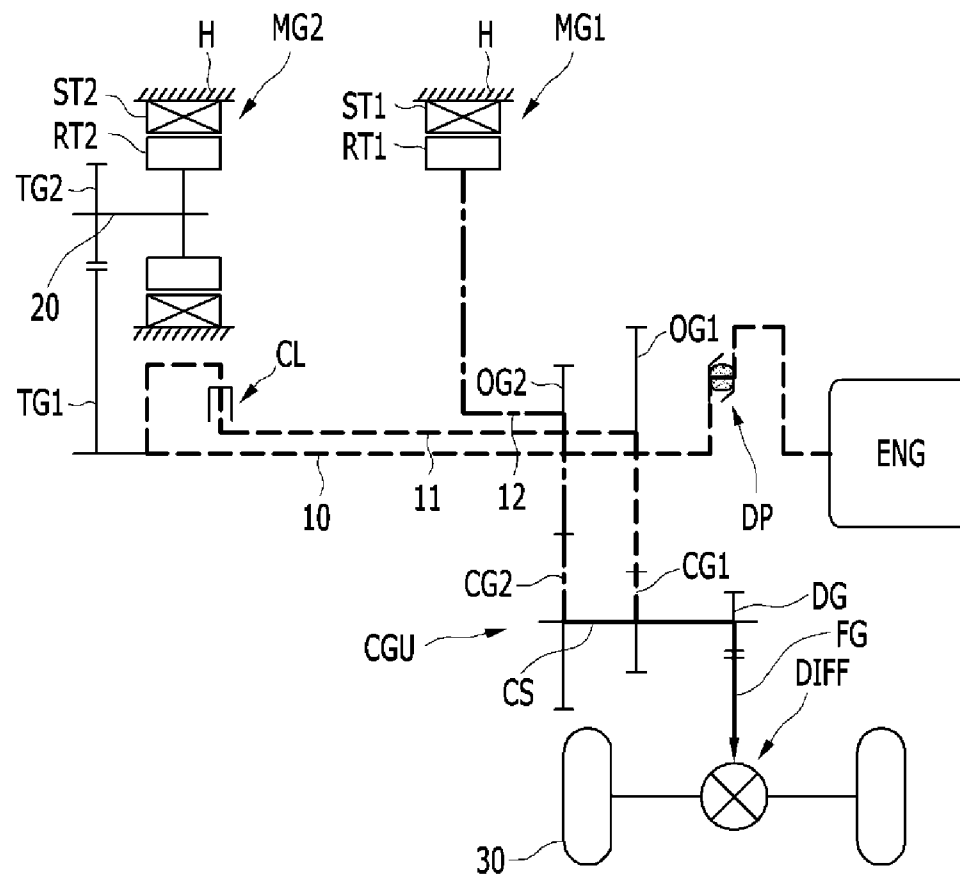 H
MG2
H
MG1
ST2
ST1
RT2
RT1
TG2
20
OG1
CL
OG2
TG1
ENG
11
12
10
DP
CG2
CG1
DG
CGU
FG
CS
DIFF
30